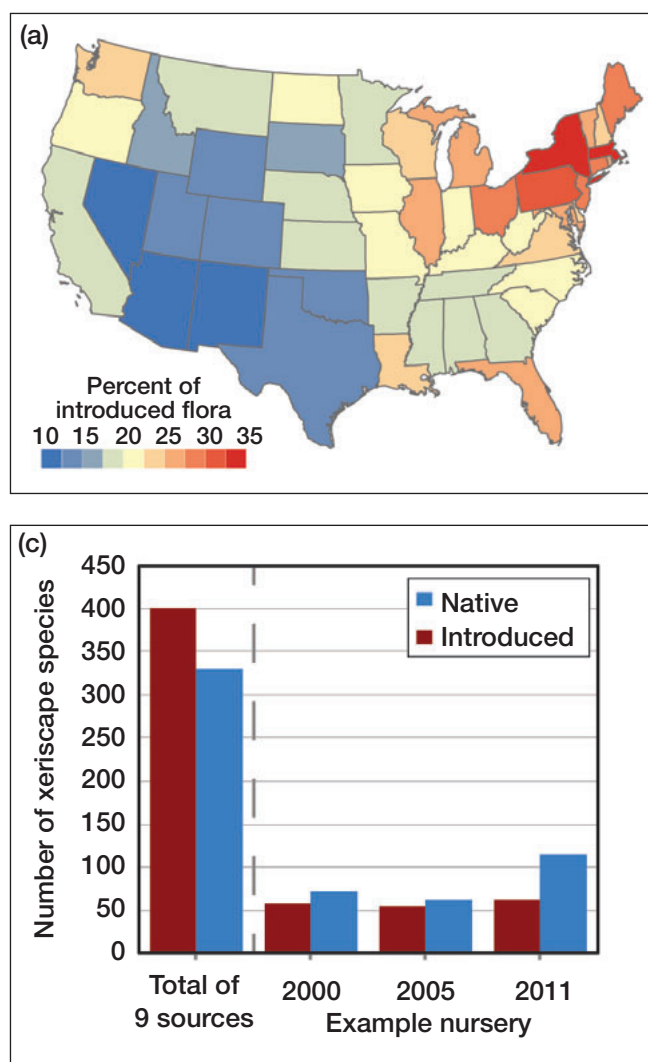 (a)
Percent of
introduced flora
10 15 20 25 30 35
(c)
Number of xeriscape species
450
400
350
300
250
200
150
100
50
0
Native
Introduced
Total of
9 sources
2000 2005 2011
Example nursery